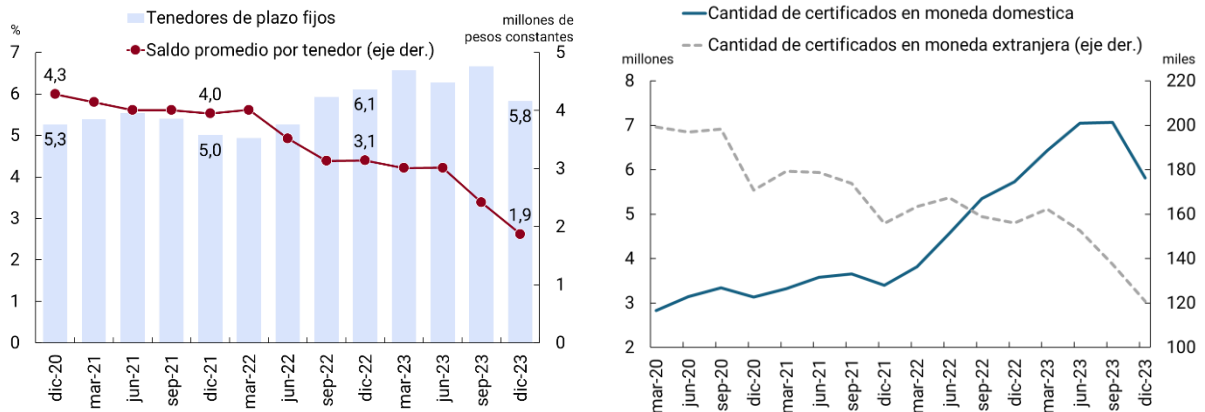 Tenedores de plazo fijos
Saldo promedio por tenedor (eje der.)
%
millones de
pesos constantes
7
6
5
4
3
2
1
0
5
4
3
2
1
0
4,3
4,0
3,1
1,9
5,3
5,0
6,1
5,8
dic-20
mar-21
jun-21
sep-21
dic-21
mar-22
jun-22
sep-22
dic-22
mar-23
jun-23
sep-23
dic-23
Cantidad de certificados en moneda domestica
Cantidad de certificados en moneda extranjera (eje der.)
millones
miles
8
7
6
5
4
3
2
220
200
180
160
140
120
100
mar-20
jun-20
sep-20
dic-20
mar-21
jun-21
sep-21
dic-21
mar-22
jun-22
sep-22
dic-22
mar-23
jun-23
sep-23
dic-23